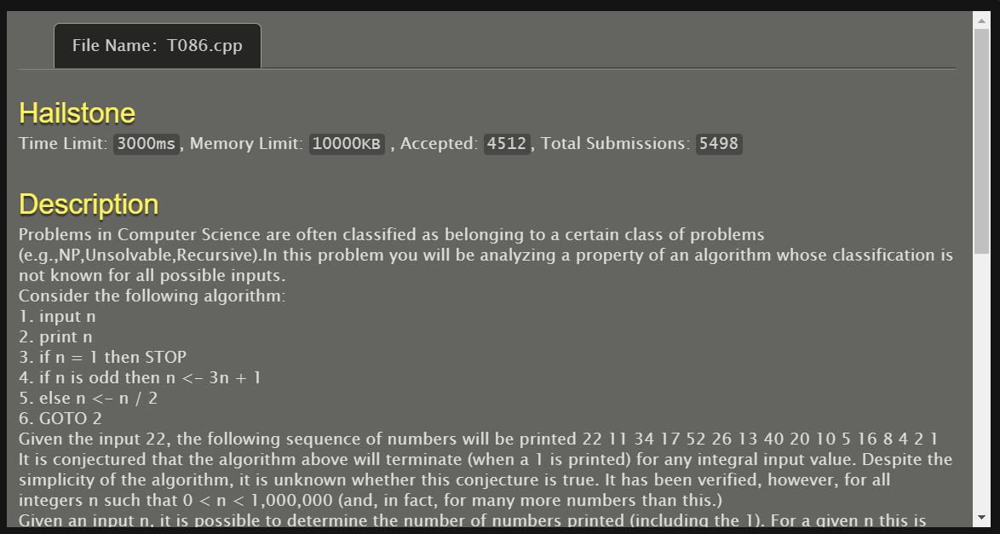 File Name: T086.cpp
Hailstone
Time Limit: 3000ms, Memory Limit: 10000KB , Accepted: 4512, Total Submissions: 5498
Description
Problems in Computer Science are often classified as belonging to a certain class of problems
(e.g.,NP,Unsolvable,Recursive).In this problem you will be analyzing a property of an algorithm whose classification is
not known for all possible inputs.
Consider the following algorithm:
1. input n
2. print n
3. if n = 1 then STOP
4. if n is odd then n <- 3n + 1
5. else n <- n / 2
6. GOTO 2
Given the input 22, the following sequence of numbers will be printed 22 11 34 17 52 26 13 40 20 10 5 16 8 4 2 1
It is conjectured that the algorithm above will terminate (when a 1 is printed) for any integral input value. Despite the
simplicity of the algorithm, it is unknown whether this conjecture is true. It has been verified, however, for all
integers n such that 0 < n < 1,000,000 (and, in fact, for many more numbers than this.)
Given an input n, it is possible to determine the number of numbers printed (including the 1). For a given n this is